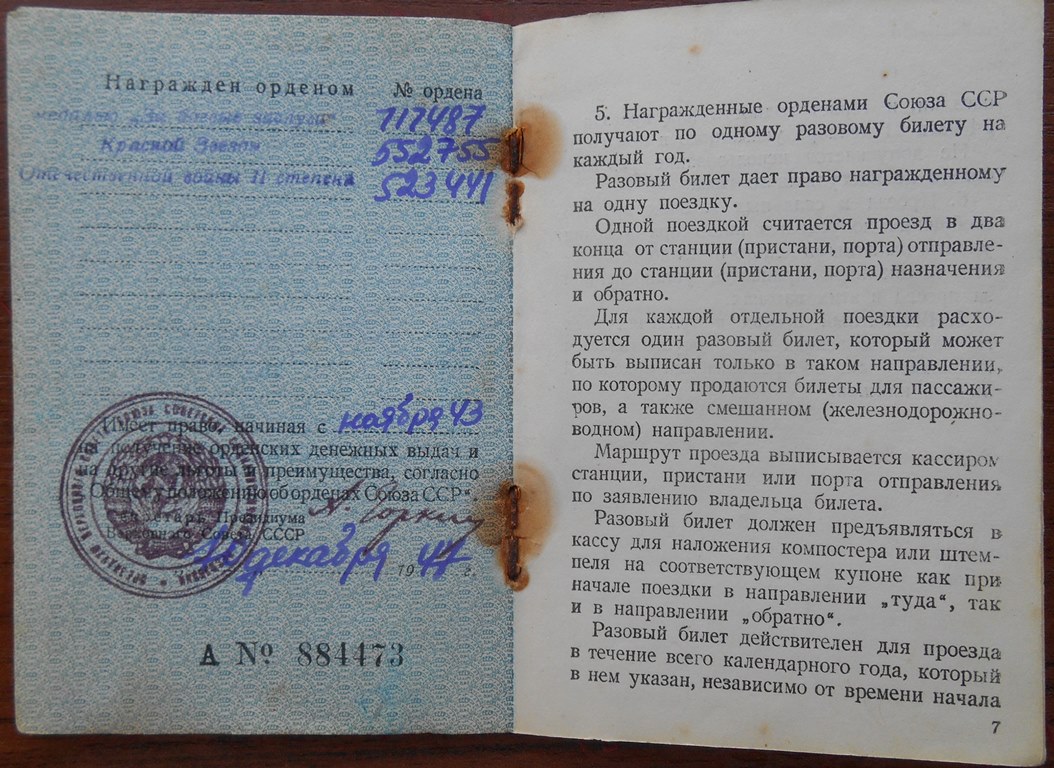 Награжден орденом № ордена
медалью „За боевые заслуги“ 717487
Красной Звезды 552755
Отечественной войны II степени 523441
Имеет право, начиная с ноября 43
на получение орденских денежных выдач и
на другие льготы и преимущества, согласно
„Общему положению об орденах Союза ССР“.
Секретарь Президиума А. Горкин
Верховного Совета СССР
декабря 1947 г.
А № 884473
5. Награжденные орденами Союза ССР
получают по одному разовому билету на
каждый год.
Разовый билет дает право награжденному
на одну поездку.
Одной поездкой считается проезд в два
конца от станции (пристани, порта) отправле-
ния до станции (пристани, порта) назначения
и обратно.
Для каждой отдельной поездки расхо-
дуется один разовый билет, который может
быть выписан только в таком направлении,
по которому продаются билеты для пассажи-
ров, а также смешанном (железнодорожно-
водном) направлении.
Маршрут проезда выписывается кассиром
станции, пристани или порта отправления
по заявлению владельца билета.
Разовый билет должен предъявляться в
кассу для наложения компостера или штем-
пеля на соответствующем купоне как при
начале поездки в направлении „туда“, так
и в направлении „обратно“.
Разовый билет действителен для проезда
в течение всего календарного года, который
в нем указан, независимо от времени начала
7